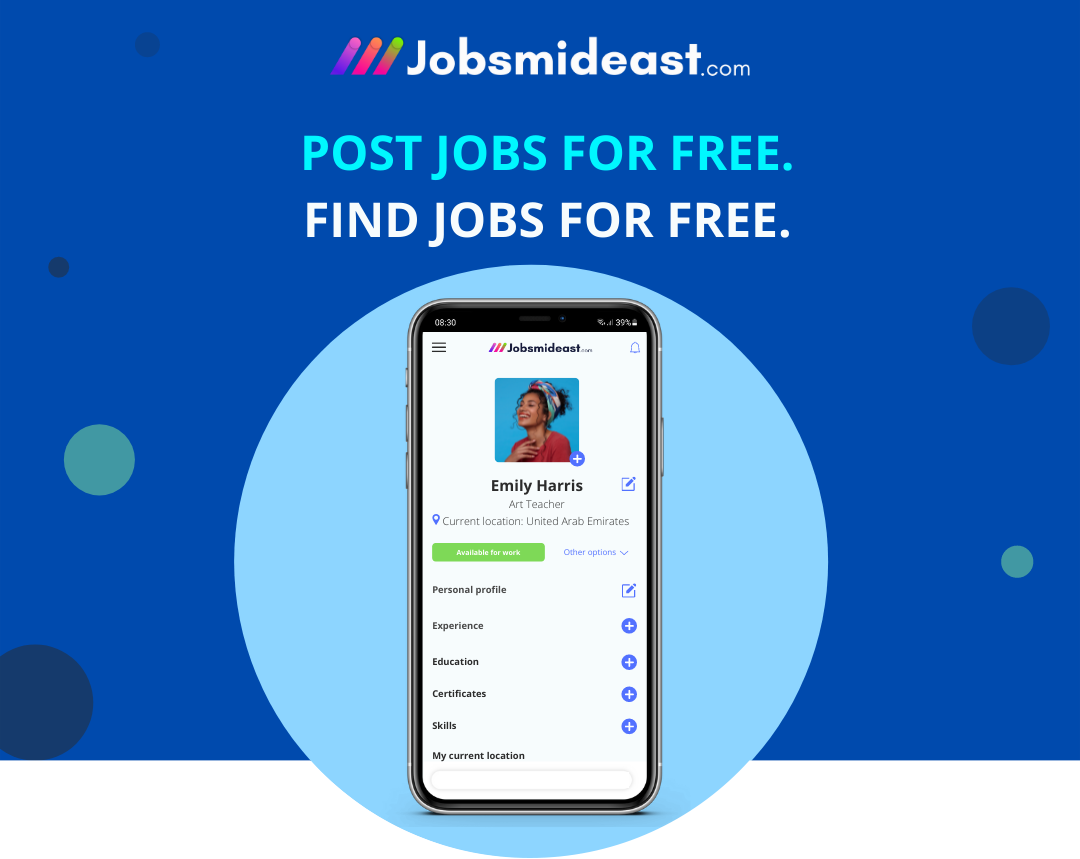 Jobsmideast.com
POST JOBS FOR FREE.
FIND JOBS FOR FREE.
08:30 39%
Jobsmideast.com
Emily Harris
Art Teacher
Current location: United Arab Emirates
Available for work Other options
Personal profile
Experience
Education
Certificates
Skills
My current location